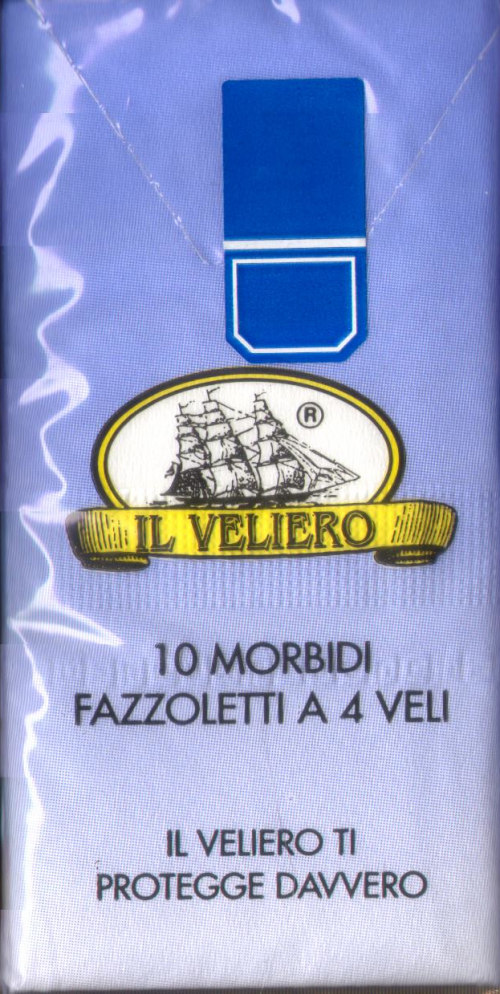 ®
IL VELIERO
10 MORBIDI
FAZZOLETTI A 4 VELI
IL VELIERO TI
PROTEGGE DAVVERO